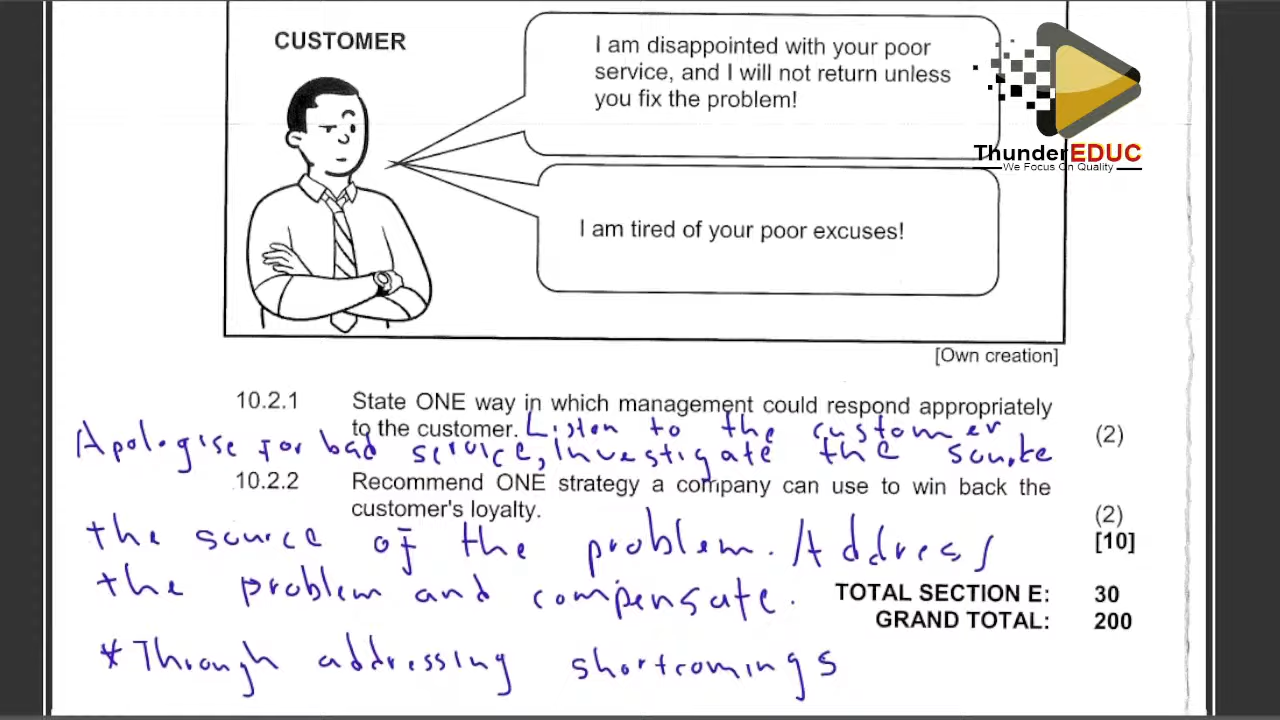 CUSTOMER
I am disappointed with your poor
service, and I will not return unless
you fix the problem!
ThunderEDUC
We Focus On Quality
I am tired of your poor excuses!
[Own creation]
10.2.1 State ONE way in which management could respond appropriately
to the customer. Listen to the customer (2)
Apologise for bad service, Investigate the
10.2.2 Recommend ONE strategy a company can use to win back the
customer's loyalty. (2)
the source of the problem. Address [10]
the problem and compensate.
TOTAL SECTION E: 30
GRAND TOTAL: 200
* Through addressing shortcomings